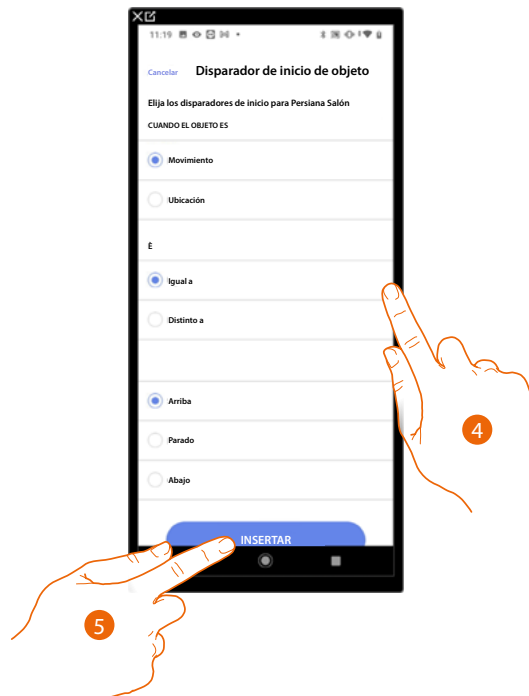 11:19
Cancelar Disparador de inicio de objeto
Elija los disparadores de inicio para Persiana Salón
CUANDO EL OBJETO ES
Movimiento
Ubicación
È
Igual a
Distinto a
Arriba
Parado
Abajo
INSERTAR
4
5